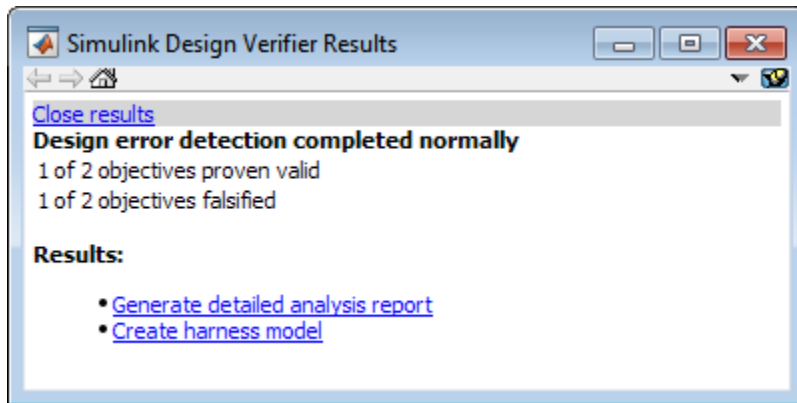 Simulink Design Verifier Results
Close results
Design error detection completed normally
1 of 2 objectives proven valid
1 of 2 objectives falsified
Results:
• Generate detailed analysis report
• Create harness model